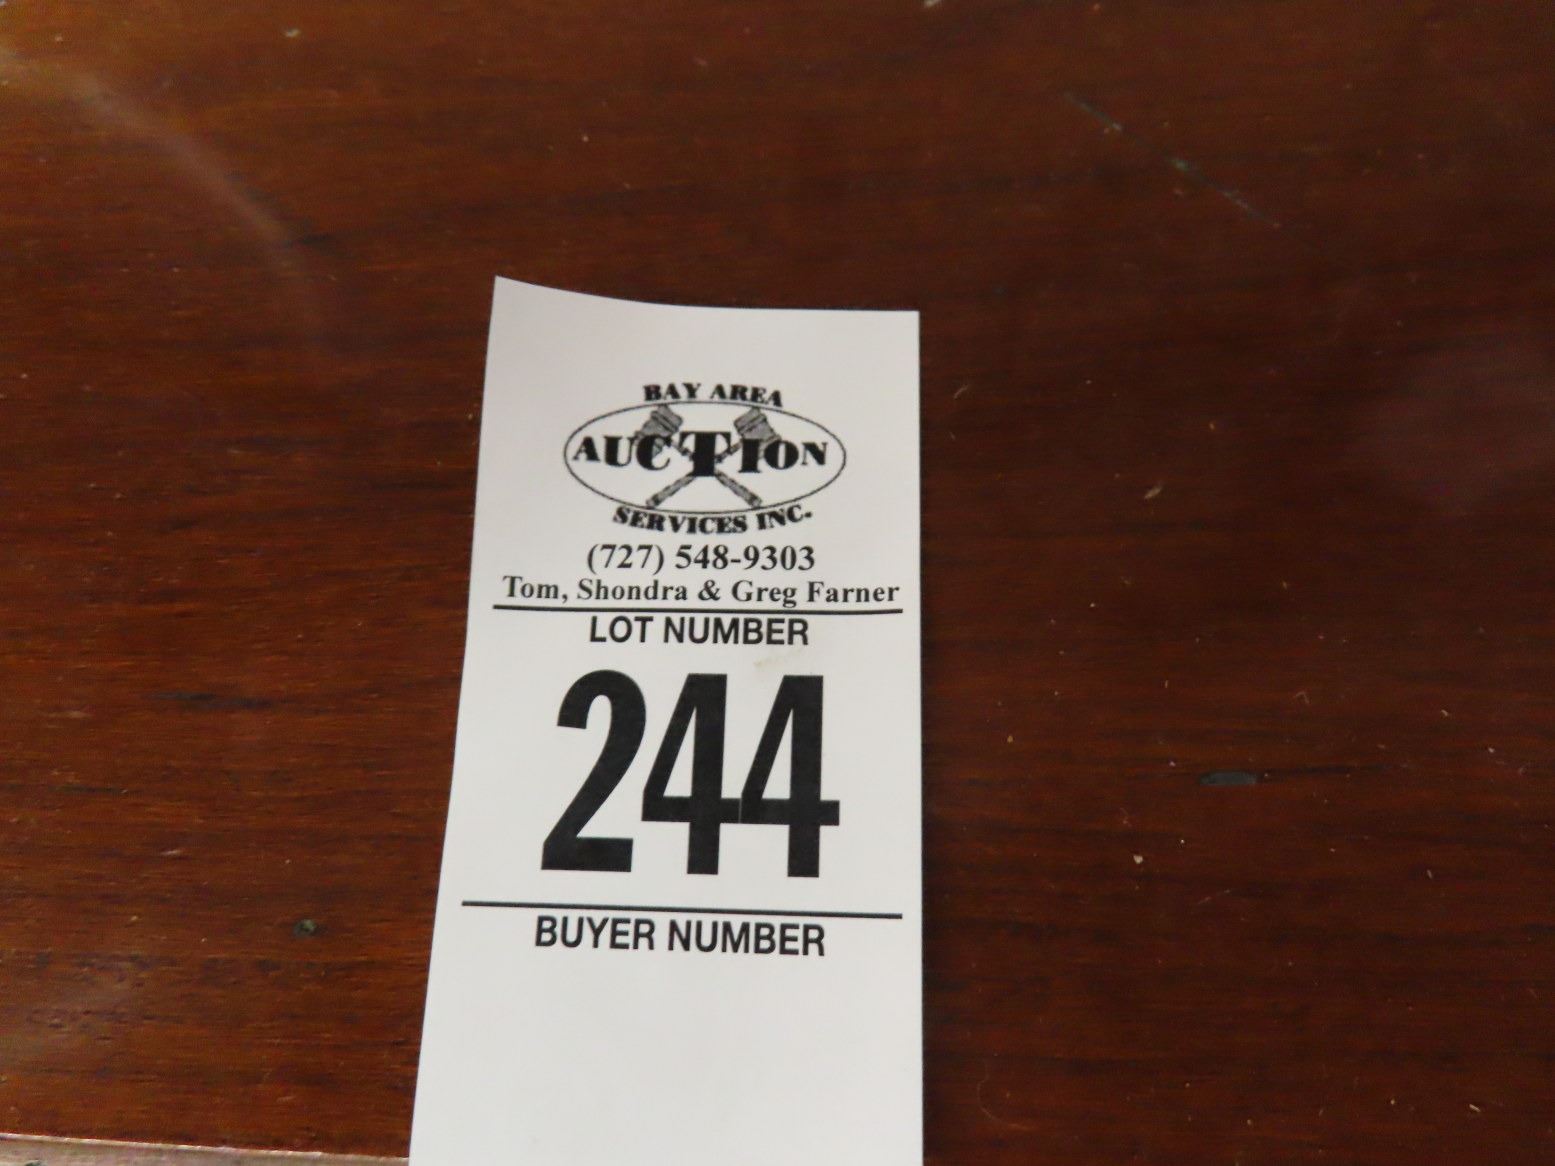 BAY AREA
AUCTION
SERVICES INC.
(727) 548-9303
Tom, Shondra & Greg Farner
LOT NUMBER
244
BUYER NUMBER